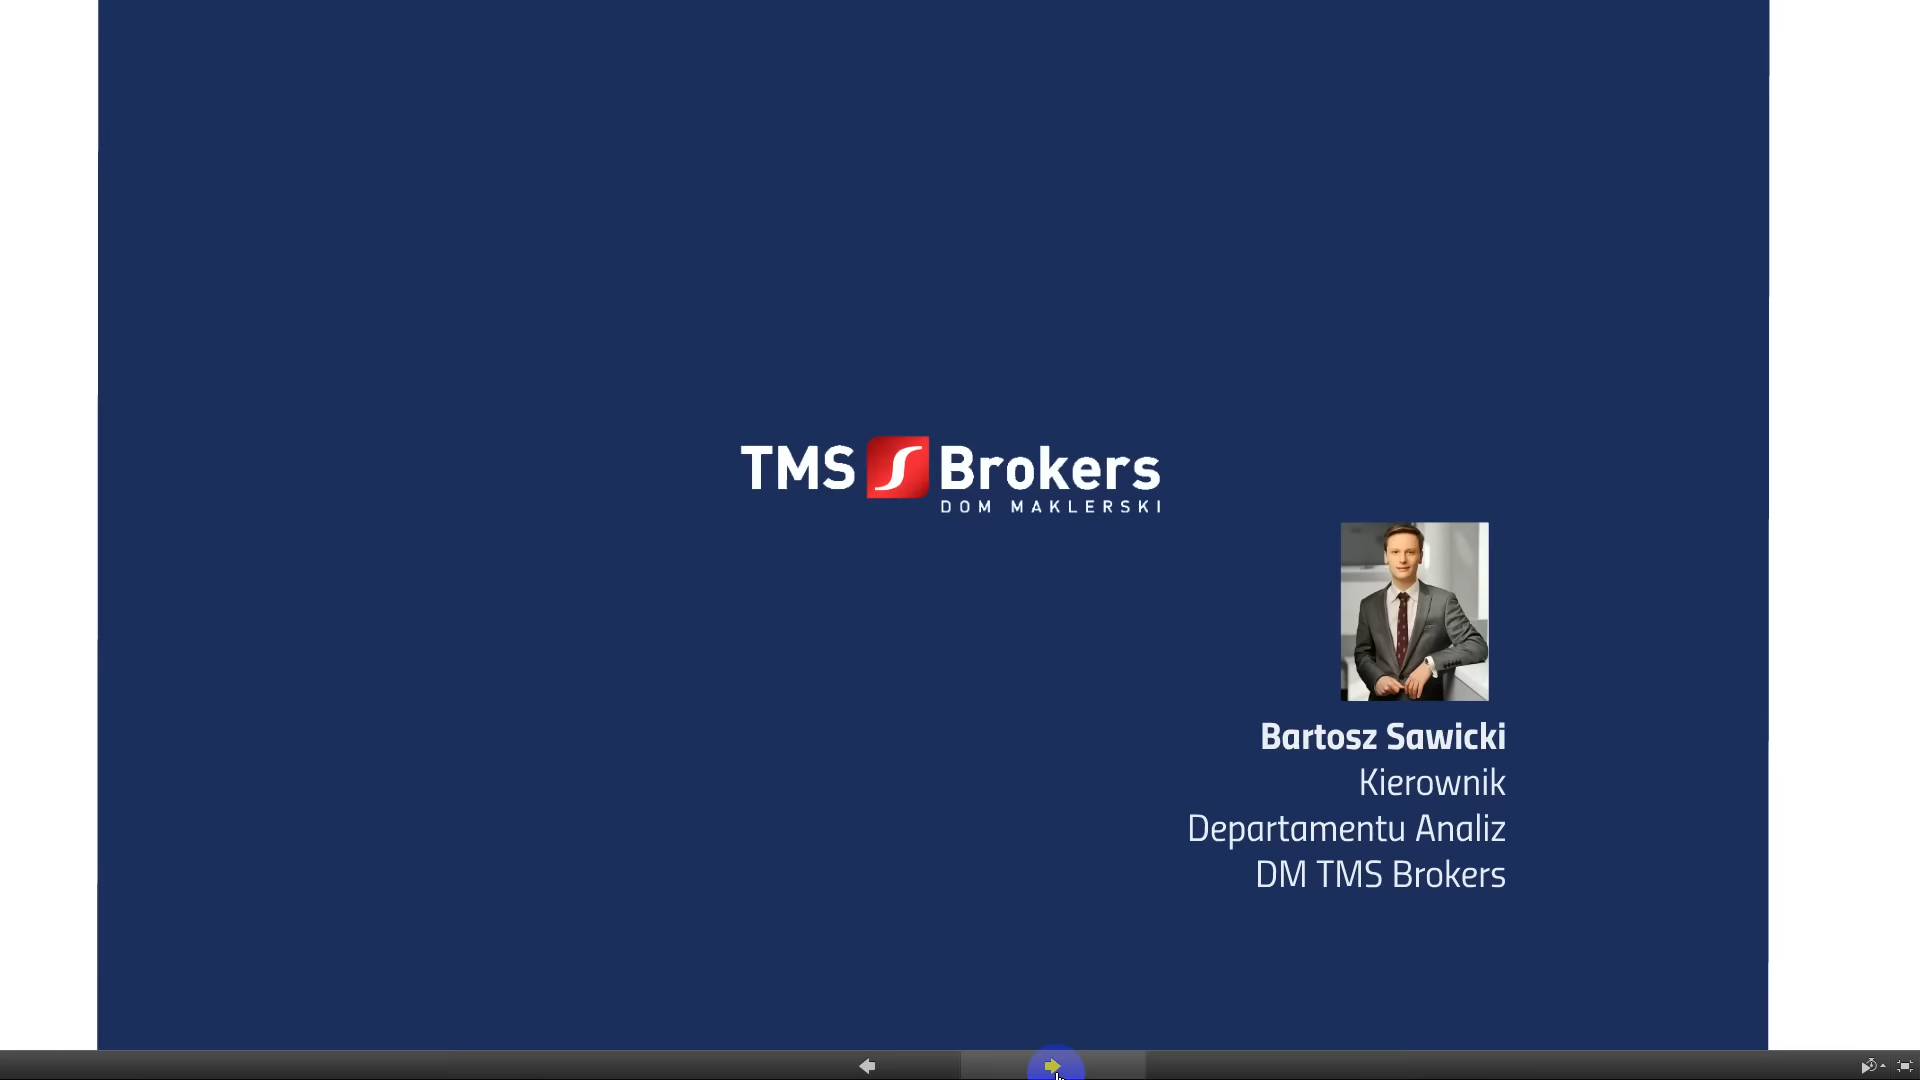 TMS Brokers
DOM MAKLERSKI
Bartosz Sawicki
Kierownik
Departamentu Analiz
DM TMS Brokers